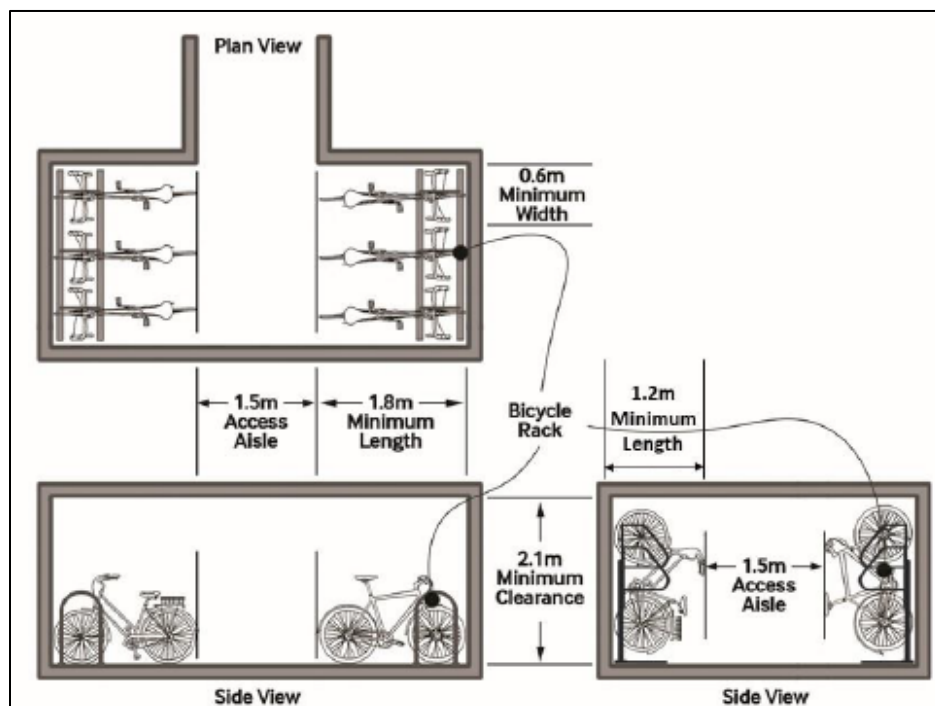 Plan View
0.6m
Minimum
Width
1.5m
Access
Aisle
1.8m
Minimum
Length
Bicycle
Rack
1.2m
Minimum
Length
2.1m
Minimum
Clearance
1.5m
Access
Aisle
Side View
Side View